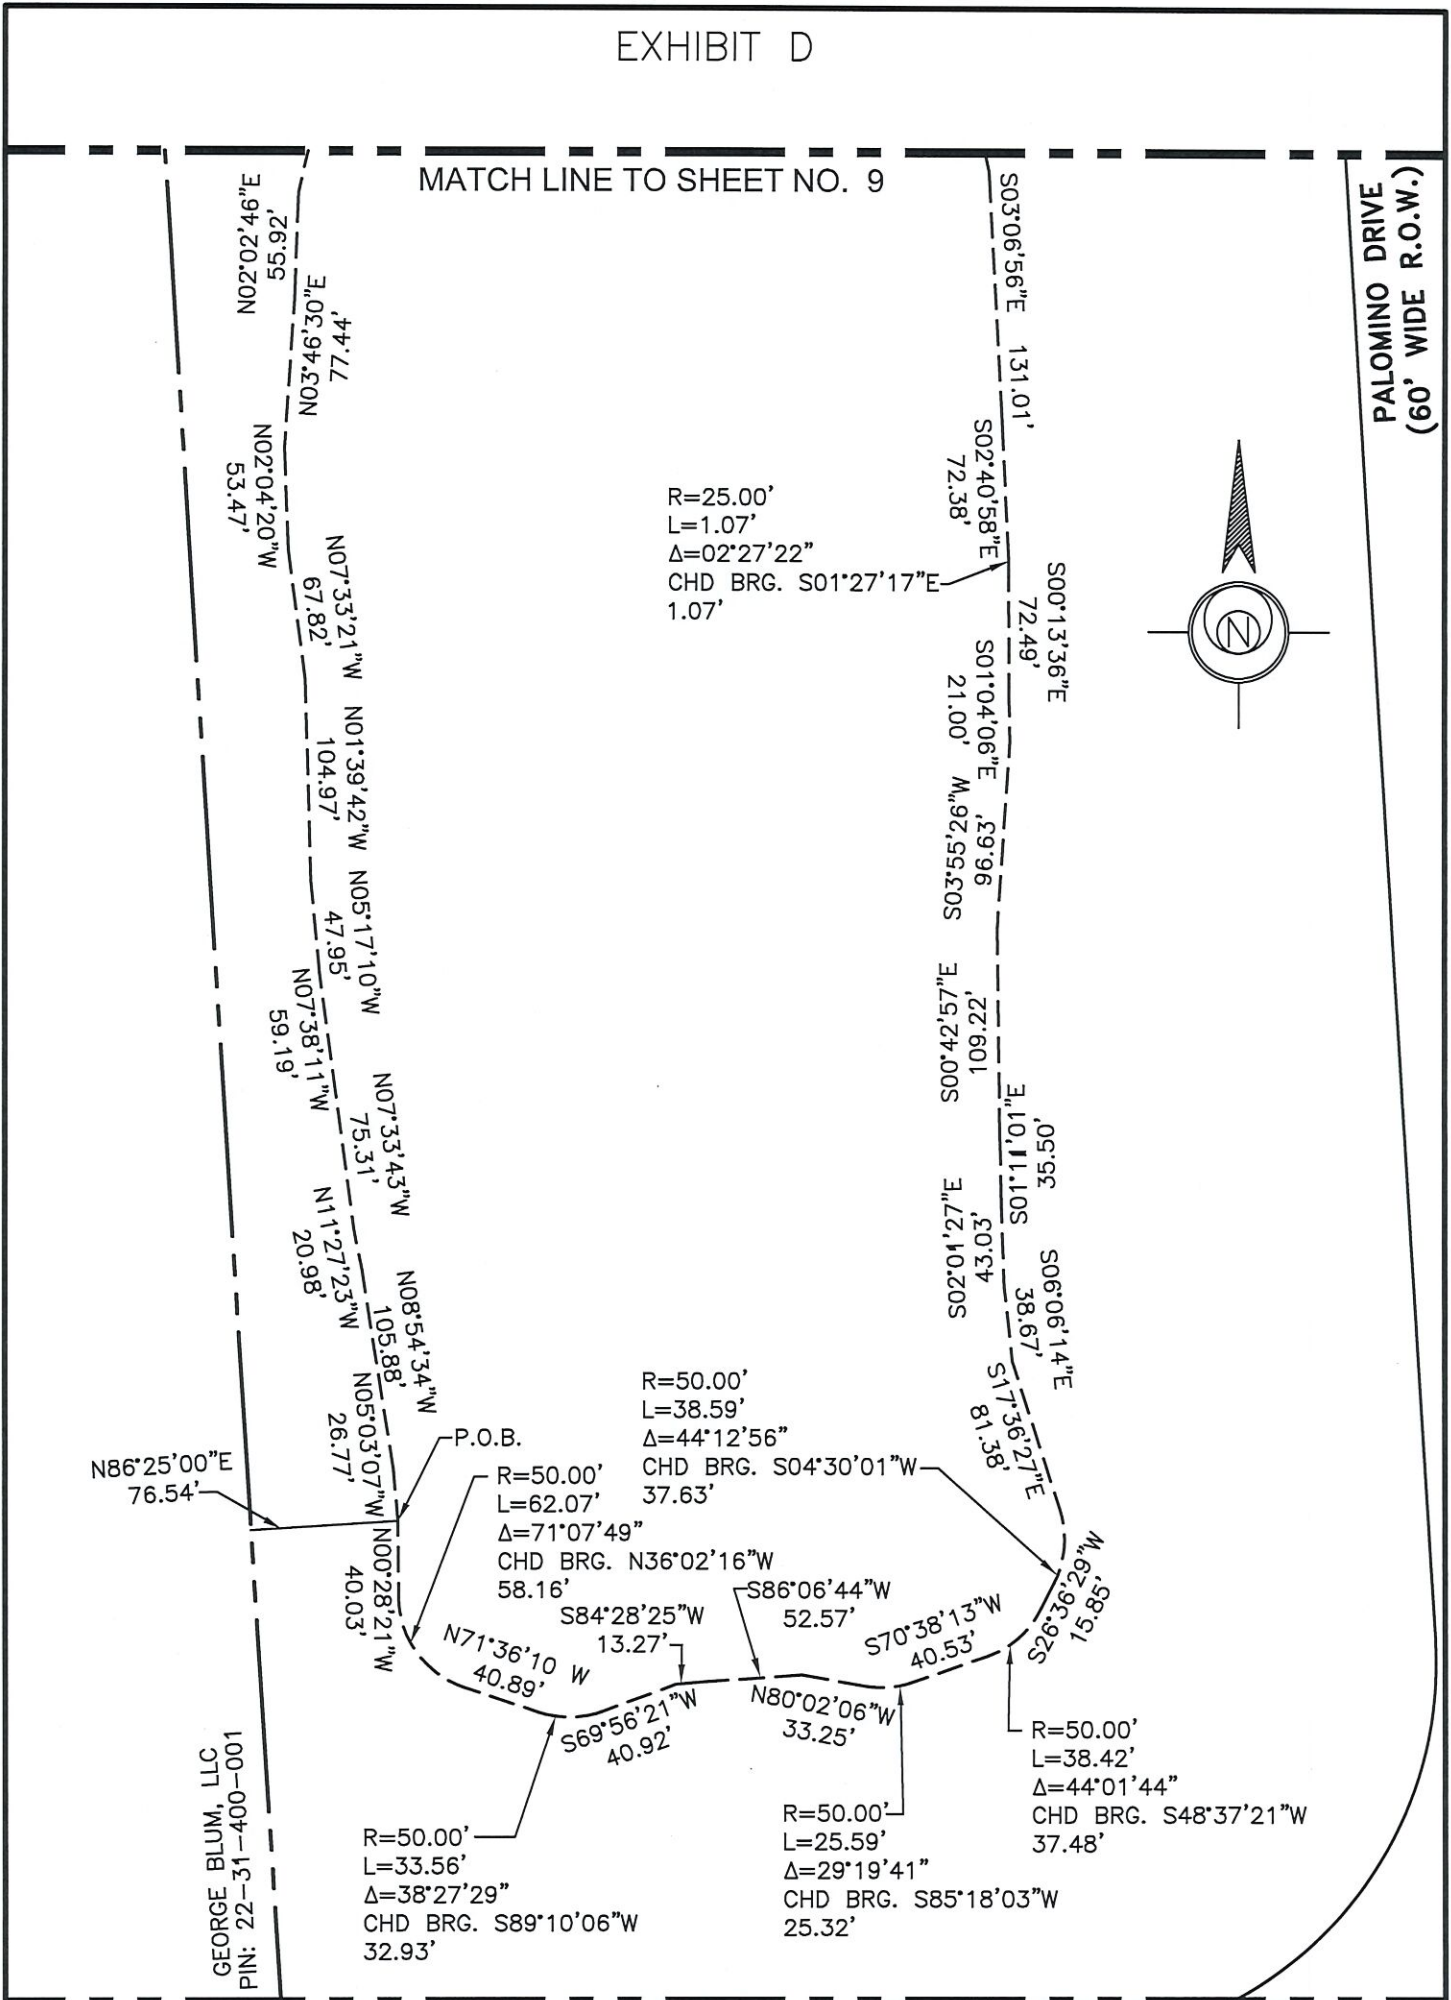 EXHIBIT D
MATCH LINE TO SHEET NO. 9
PALOMINO DRIVE
(60' WIDE R.O.W.)
N02°02'46"E
55.92'
N03°46'30"E
77.44'
N02°04'20"W
53.47'
N07°33'21"W
67.82'
N01°39'42"W
104.97'
N05°17'10"W
47.95'
N07°38'11"W
59.19'
N07°33'43"W
75.31'
N11°27'23"W
20.98'
N08°54'34"W
105.88'
N05°03'07"W
26.77'
P.O.B.
N86°25'00"E
76.54'
N00°28'21"W
40.03'
S03°06'56"E 131.01'
S02°40'58"E
72.38'
R=25.00'
L=1.07'
Δ=02°27'22"
CHD BRG. S01°27'17"E
1.07'
S00°13'36"E
72.49'
N
S01°04'06"E
21.00'
S03°55'26"W
96.63'
S00°42'57"E
109.22'
S01°11'01"E
35.50'
S02°01'27"E
43.03'
S06°06'14"E
38.67'
S17°36'27"E
81.38'
R=50.00'
L=38.59'
Δ=44°12'56"
CHD BRG. S04°30'01"W
37.63'
R=50.00'
L=62.07'
Δ=71°07'49"
CHD BRG. N36°02'16"W
58.16'
S26°36'29"W
15.85'
S86°06'44"W
52.57'
S84°28'25"W
13.27'
S70°38'13"W
40.53'
N71°36'10 W
40.89'
S69°56'21"W
40.92'
N80°02'06"W
33.25'
R=50.00'
L=38.42'
Δ=44°01'44"
CHD BRG. S48°37'21"W
37.48'
R=50.00'
L=25.59'
Δ=29°19'41"
CHD BRG. S85°18'03"W
25.32'
R=50.00'
L=33.56'
Δ=38°27'29"
CHD BRG. S89°10'06"W
32.93'
GEORGE BLUM, LLC
PIN: 22-31-400-001